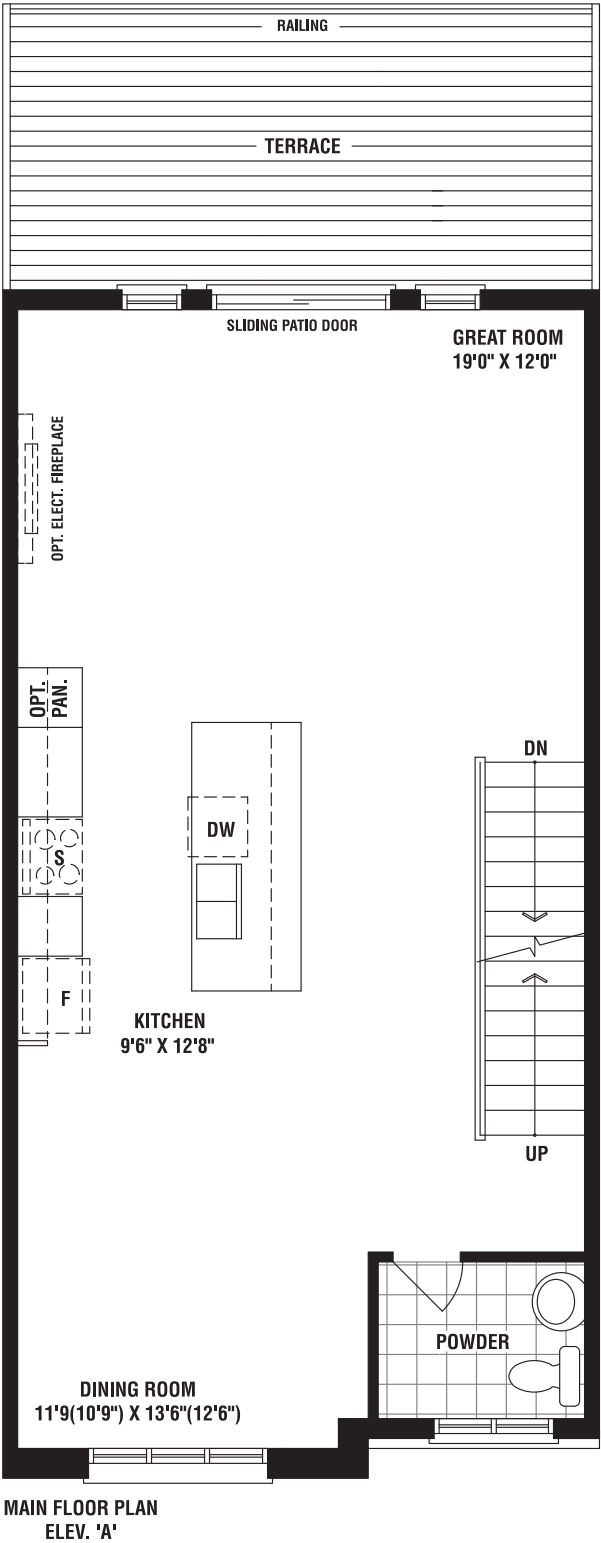 RAILING
TERRACE
SLIDING PATIO DOOR
GREAT ROOM
19'0" X 12'0"
OPT. ELECT. FIREPLACE
OPT.
PAN.
DN
DW
S
F
KITCHEN
9'6" X 12'8"
UP
POWDER
DINING ROOM
11'9(10'9") X 13'6"(12'6")
MAIN FLOOR PLAN
ELEV. 'A'